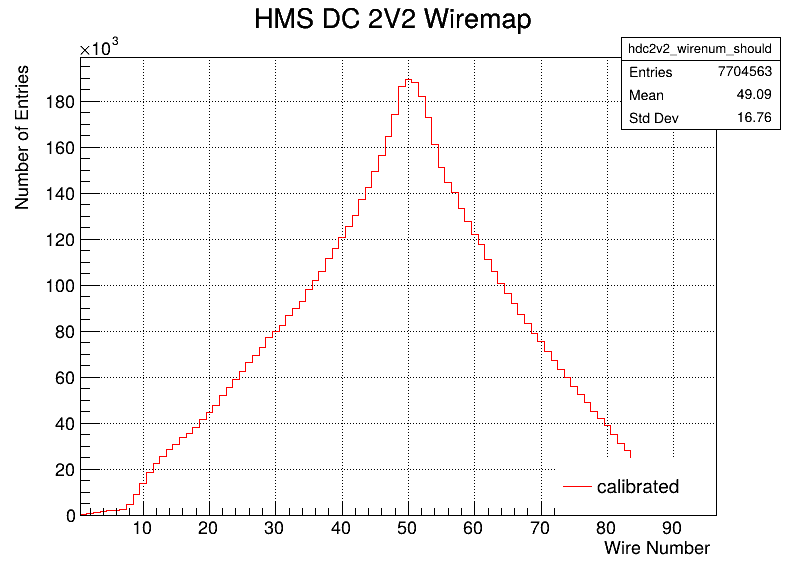 HMS DC 2V2 Wiremap
×10³
hdc2v2_wirenum_should
Entries 7704563
Mean 49.09
Std Dev 16.76
Number of Entries
180
160
140
120
100
80
60
40
20
0
calibrated
10 20 30 40 50 60 70 80 90
Wire Number